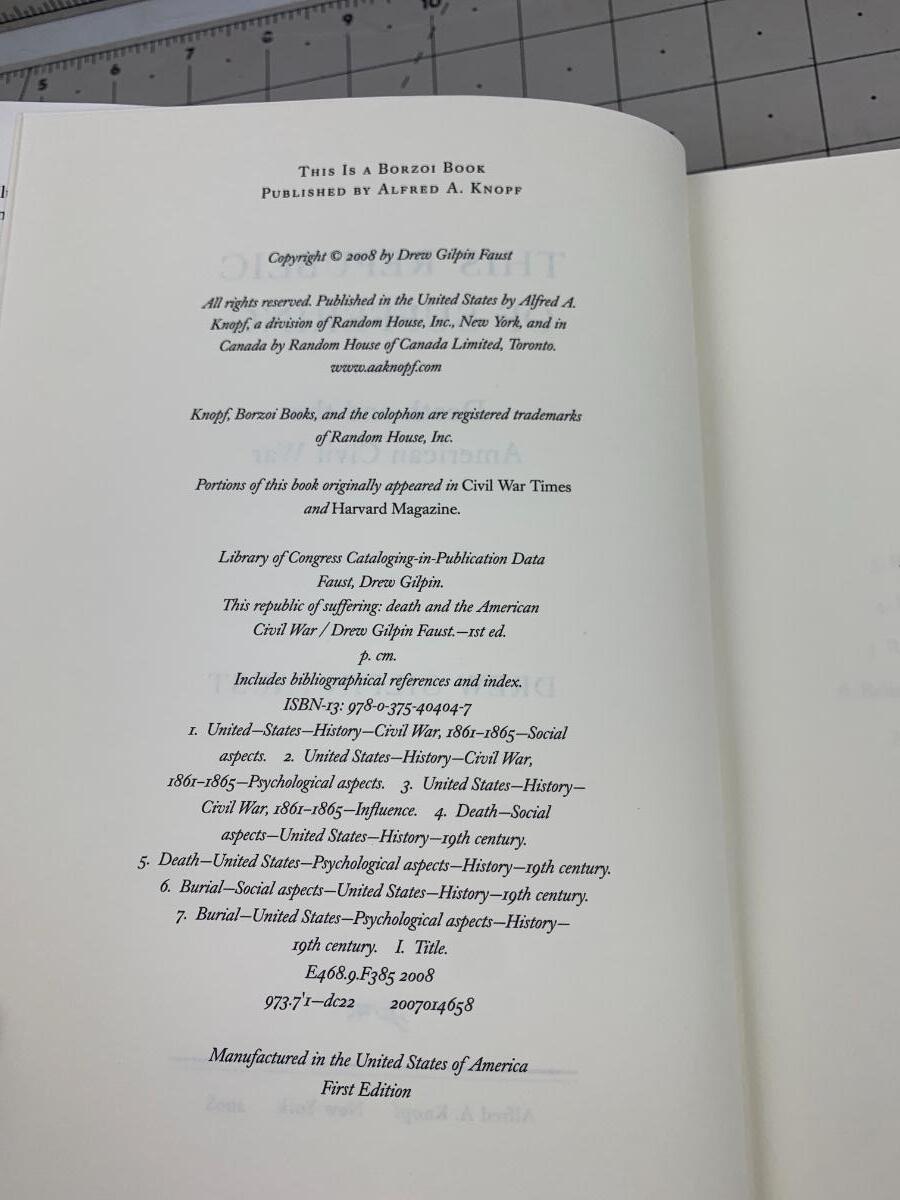 5 6 7 8 9 10
THIS IS A BORZOI BOOK
PUBLISHED BY ALFRED A. KNOPF
Copyright © 2008 by Drew Gilpin Faust
All rights reserved. Published in the United States by Alfred A.
Knopf, a division of Random House, Inc., New York, and in
Canada by Random House of Canada Limited, Toronto.
www.aaknopf.com
Knopf, Borzoi Books, and the colophon are registered trademarks
of Random House, Inc.
Portions of this book originally appeared in Civil War Times
and Harvard Magazine.
Library of Congress Cataloging-in-Publication Data
Faust, Drew Gilpin.
This republic of suffering: death and the American
Civil War / Drew Gilpin Faust.—1st ed.
p. cm.
Includes bibliographical references and index.
ISBN-13: 978-0-375-40404-7
1. United—States—History—Civil War, 1861–1865—Social
aspects. 2. United States—History—Civil War,
1861–1865—Psychological aspects. 3. United States—History—
Civil War, 1861–1865—Influence. 4. Death—Social
aspects—United States—History—19th century.
5. Death—United States—Psychological aspects—History—19th century.
6. Burial—Social aspects—United States—History—19th century.
7. Burial—United States—Psychological aspects—History—
19th century. I. Title.
E468.9.F385 2008
973.7'1—dc22 2007014658
Manufactured in the United States of America
First Edition